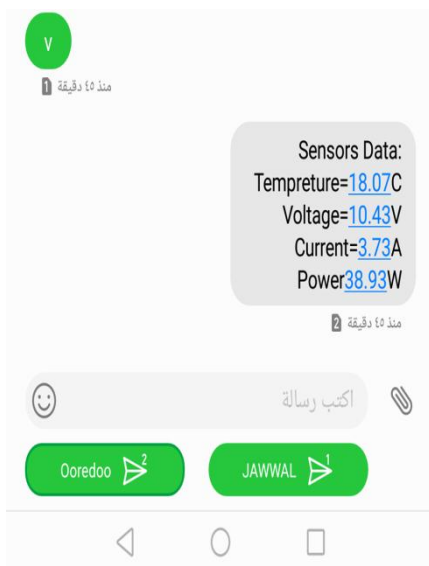 V
منذ ٤٥ دقيقة 1
Sensors Data:
Tempreture=18.07C
Voltage=10.43V
Current=3.73A
Power38.93W
منذ ٤٥ دقيقة 2
اكتب رسالة
Ooredoo 2
JAWWAL 1